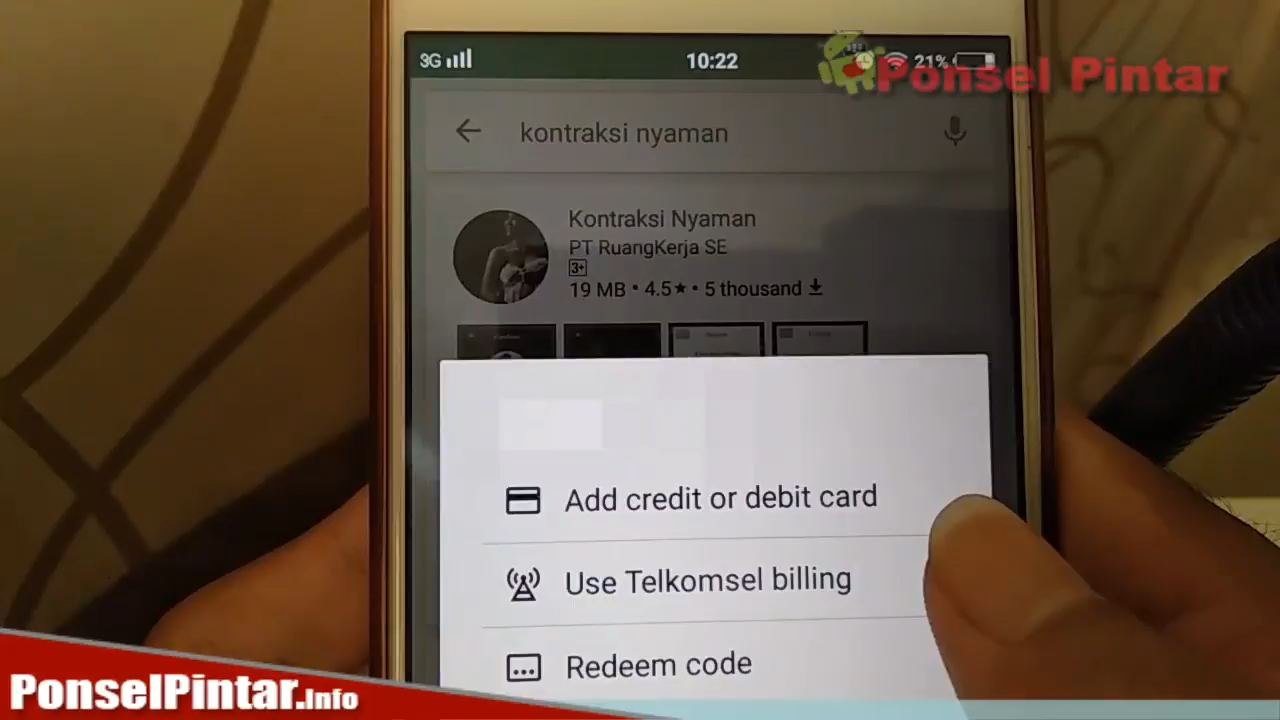 3G
10:22
21%
Ponsel Pintar
kontraksi nyaman
Kontraksi Nyaman
PT RuangKerja SE
3+
19 MB • 4.5★ • 5 thousand
Add credit or debit card
Use Telkomsel billing
Redeem code
PonselPintar.Info